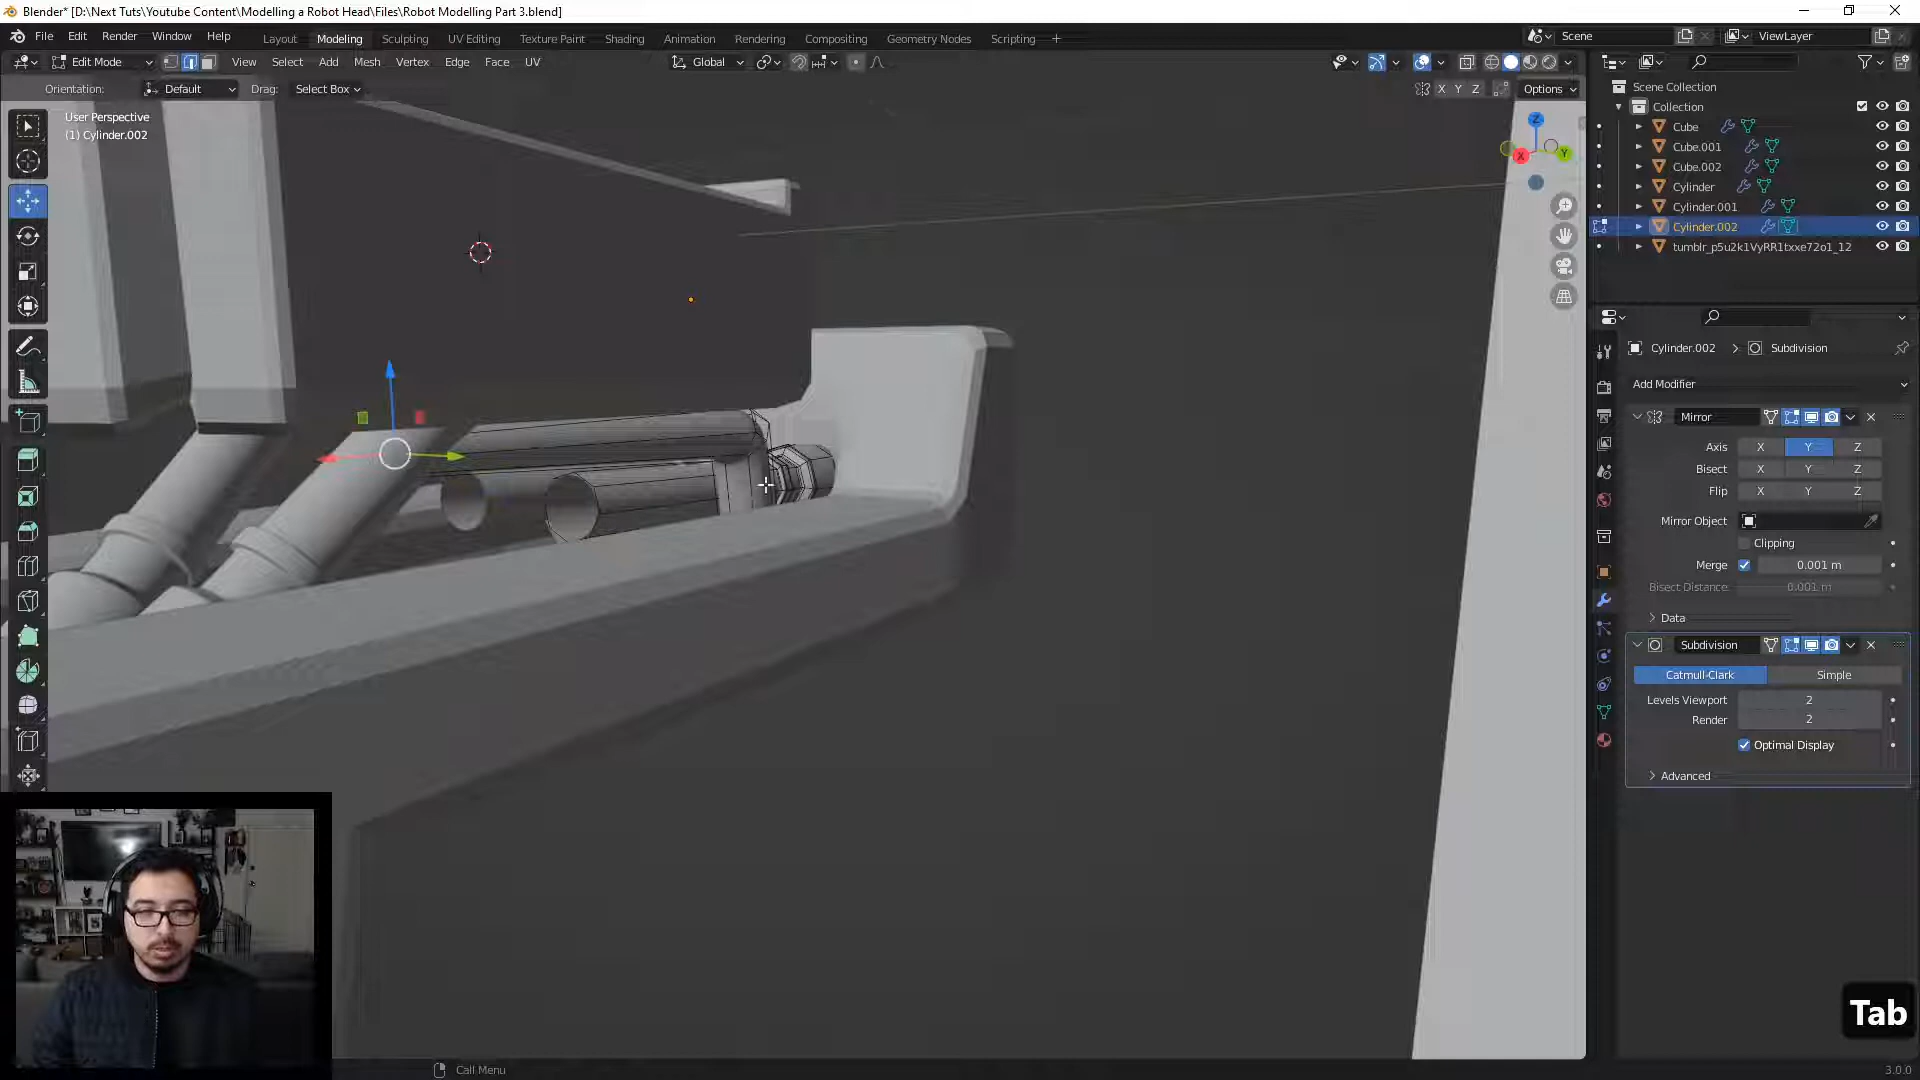 Blender* [D:\Next Tuts\Youtube Content\Modelling a Robot Head\Files\Robot Modelling Part 3.blend]
File Edit Render Window Help Layout Modeling Sculpting UV Editing Texture Paint Shading Animation Rendering Compositing Geometry Nodes Scripting + Scene ViewLayer
Edit Mode View Select Add Mesh Vertex Edge Face UV Global
Orientation: Default Drag: Select Box X Y Z Options
User Perspective
(1) Cylinder.002
Z
X
Y
Scene Collection
Collection
Cube
Cube.001
Cube.002
Cylinder
Cylinder.001
Cylinder.002
tumblr_p5u2k1VyRR1txxe72o1_12
Cylinder.002 > Subdivision
Add Modifier
Mirror
Axis X Y Z
Bisect X Y Z
Flip X Y Z
Mirror Object
Clipping
Merge 0.001 m
Bisect Distance 0.001 m
Data
Subdivision
Catmull-Clark Simple
Levels Viewport 2
Render 2
Optimal Display
Advanced
Tab
Call Menu
3.0.0